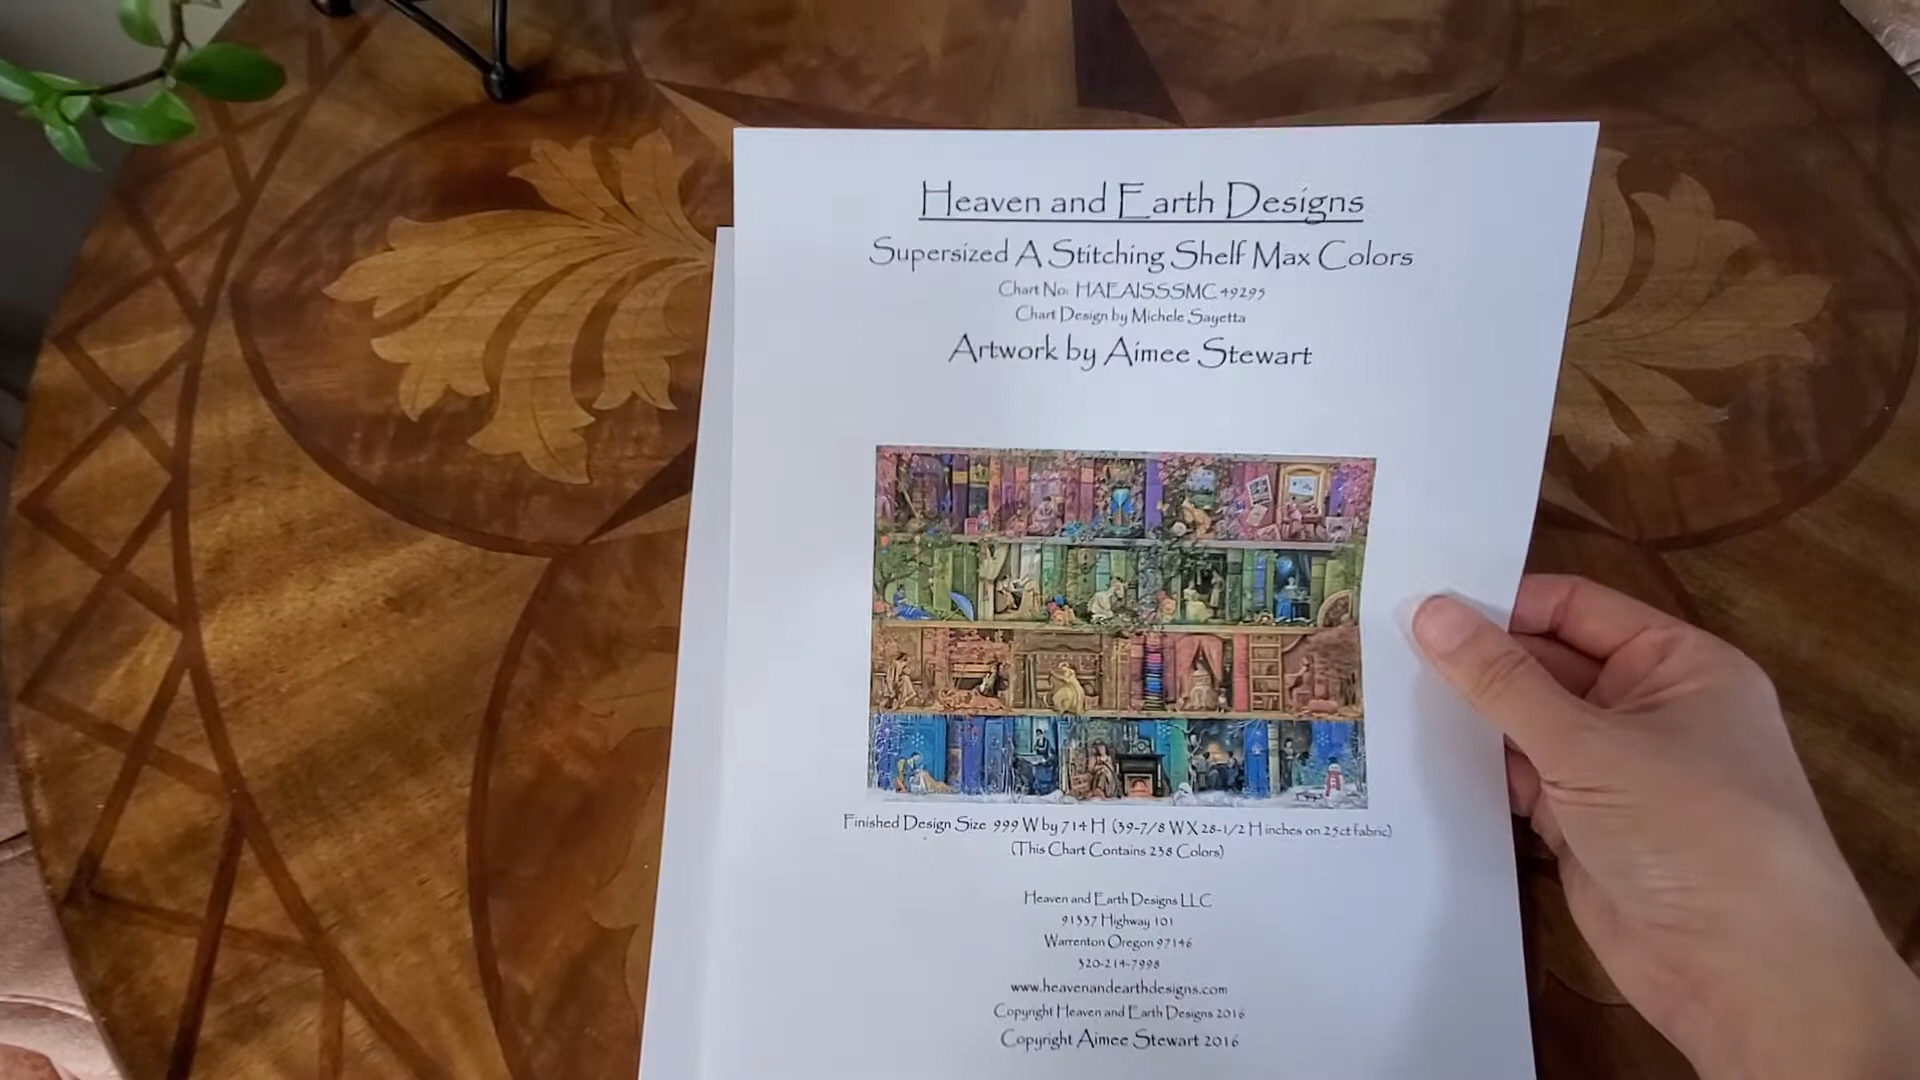 Heaven and Earth Designs
Supersized A Stitching Shelf Max Colors
Chart No: HAEAISSSMC 49295
Chart Design by Michele Sayetta
Artwork by Aimee Stewart
Finished Design Size 999 W by 714 H (39-7/8 W X 28-1/2 H inches on 25ct fabric)
(This Chart Contains 238 Colors)
Heaven and Earth Designs LLC
91337 Highway 101
Warrenton Oregon 97146
320-214-7998
www.heavenandearthdesigns.com
Copyright Heaven and Earth Designs 2016
Copyright Aimee Stewart 2016